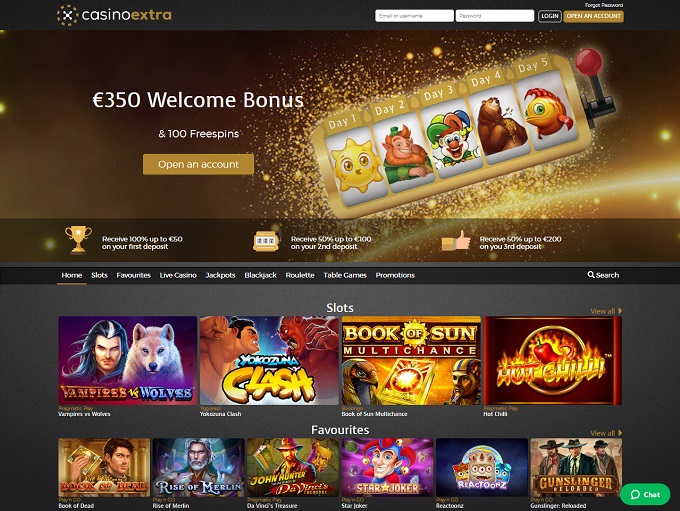 Forgot Password
casinoextra
Email or username
Password
LOGIN
OPEN AN ACCOUNT
€350 Welcome Bonus
& 100 Freespins
Open an account
Day 1
Day 2
Day 3
Day 4
Day 5
Receive 100% up to €50
on your first deposit
Receive 50% up to €100
on your 2nd deposit
Receive 50% up to €200
on you 3rd deposit
Home Slots Favourites Live Casino Jackpots Blackjack Roulette Table Games Promotions Search
Slots
View all
VAMPIRES VS WOLVES
YOKOZUNA
CLASH
BOOK OF SUN
MULTICHANCE
HOT CHILLI
TM
Pragmatic Play
Vampires vs Wolves
Yggdrasil
Yokozuna Clash
Booongo
Book of Sun Multichance
Pragmatic Play
Hot Chilli
Favourites
View all
BOOK OF DEAD
RISE OF MERLIN
JOHN HUNTER
DA VINCI'S
TREASURE
STAR JOKER
REACTOONZ
GUNSLINGER
RELOADED
Play'n GO
Book of Dead
Play'n GO
Rise of Merlin
Pragmatic Play
Da Vinci's Treasure
Play'n GO
Star Joker
Play'n GO
Reactoonz
Play'n GO
Gunslinger: Reloaded
Chat